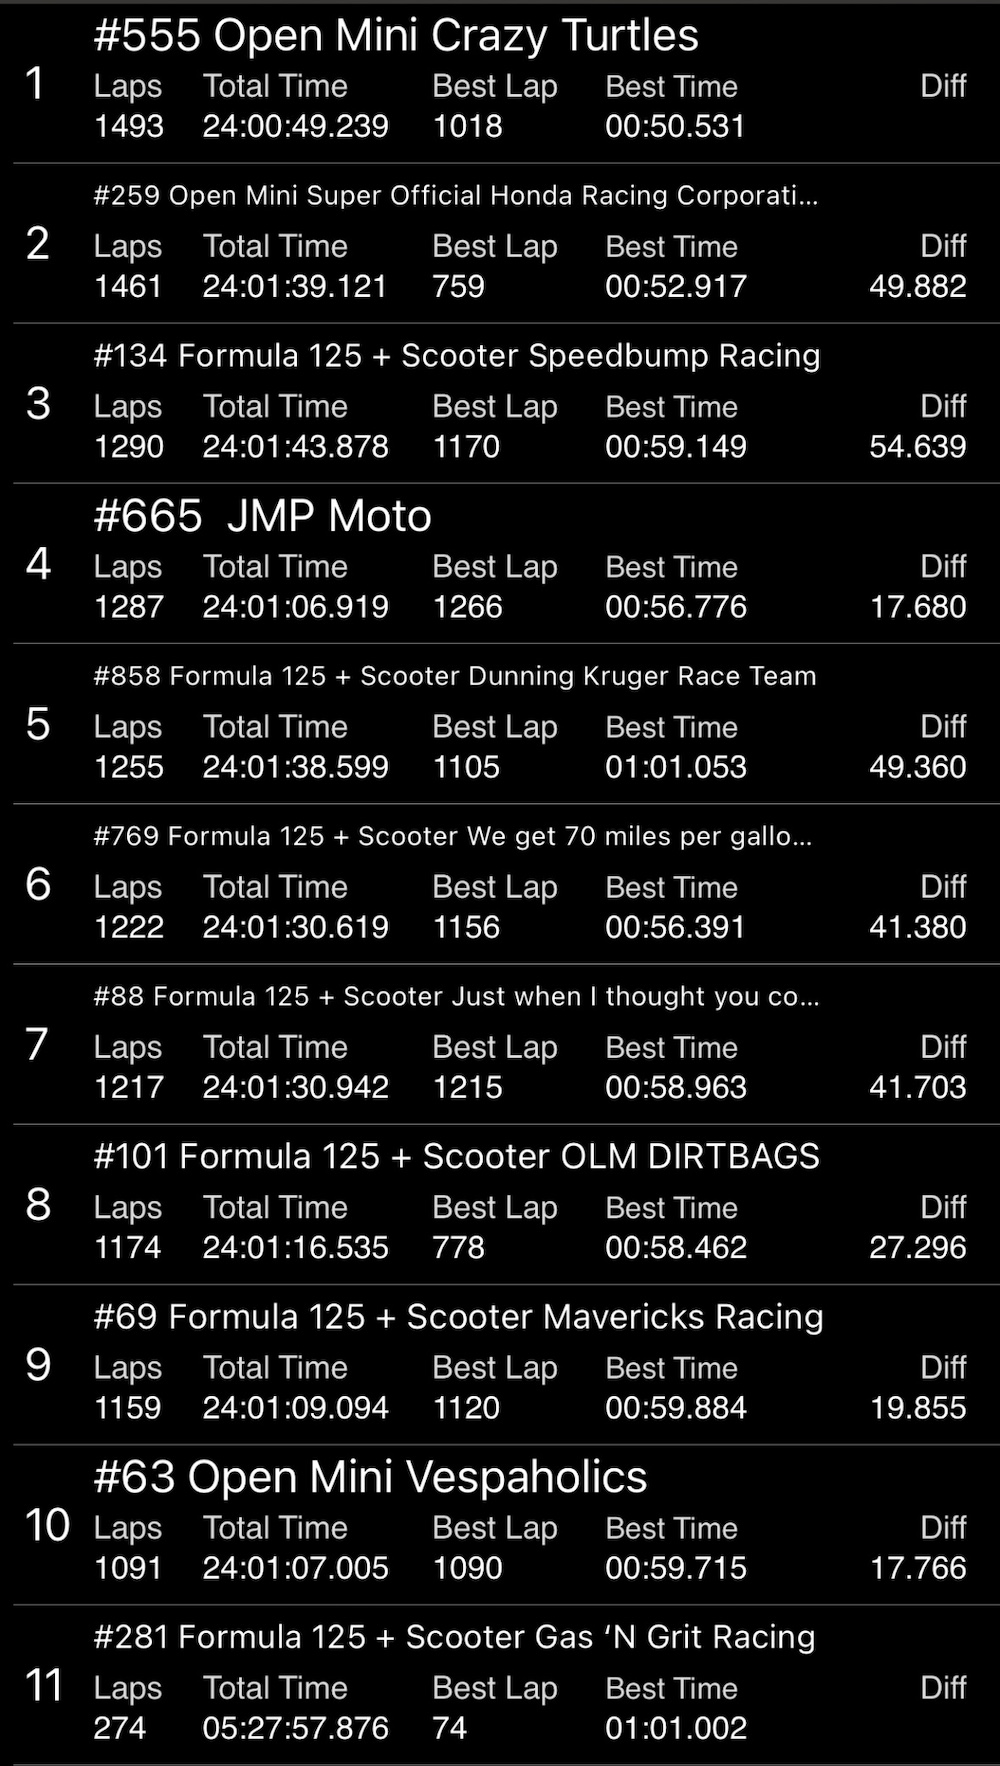 #555 Open Mini Crazy Turtles
1
Laps Total Time Best Lap Best Time Diff
1493 24:00:49.239 1018 00:50.531
#259 Open Mini Super Official Honda Racing Corporati...
2
Laps Total Time Best Lap Best Time Diff
1461 24:01:39.121 759 00:52.917 49.882
#134 Formula 125 + Scooter Speedbump Racing
3
Laps Total Time Best Lap Best Time Diff
1290 24:01:43.878 1170 00:59.149 54.639
#665 JMP Moto
4
Laps Total Time Best Lap Best Time Diff
1287 24:01:06.919 1266 00:56.776 17.680
#858 Formula 125 + Scooter Dunning Kruger Race Team
5
Laps Total Time Best Lap Best Time Diff
1255 24:01:38.599 1105 01:01.053 49.360
#769 Formula 125 + Scooter We get 70 miles per gallo...
6
Laps Total Time Best Lap Best Time Diff
1222 24:01:30.619 1156 00:56.391 41.380
#88 Formula 125 + Scooter Just when I thought you co...
7
Laps Total Time Best Lap Best Time Diff
1217 24:01:30.942 1215 00:58.963 41.703
#101 Formula 125 + Scooter OLM DIRTBAGS
8
Laps Total Time Best Lap Best Time Diff
1174 24:01:16.535 778 00:58.462 27.296
#69 Formula 125 + Scooter Mavericks Racing
9
Laps Total Time Best Lap Best Time Diff
1159 24:01:09.094 1120 00:59.884 19.855
#63 Open Mini Vespaholics
10
Laps Total Time Best Lap Best Time Diff
1091 24:01:07.005 1090 00:59.715 17.766
#281 Formula 125 + Scooter Gas ‘N Grit Racing
11
Laps Total Time Best Lap Best Time Diff
274 05:27:57.876 74 01:01.002